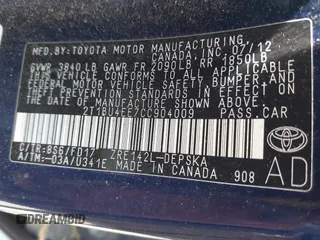 MFD.BY:TOYOTA MOTOR MANUFACTURING.
CANADA INC. 07/12
GVWR 3840LB GAWR FR 2090LB RR 1850LB
THIS VEHICLE CONFORMS TO ALL APPLICABLE
FEDERAL MOTOR VEHICLE SAFETY, BUMPER, AND
THEFT PREVENTION STANDARDS IN EFFECT ON
THE DATE OF MANUFACTURE SHOWN ABOVE.
2T1BU4EE7CC904009 PASS.CAR
C/TR:8S6/FD17 ZRE142L-DEPSKA
A/TM:-03A/U341E MADE IN CANADA 908
TOYOTA
AD
DREAMBID